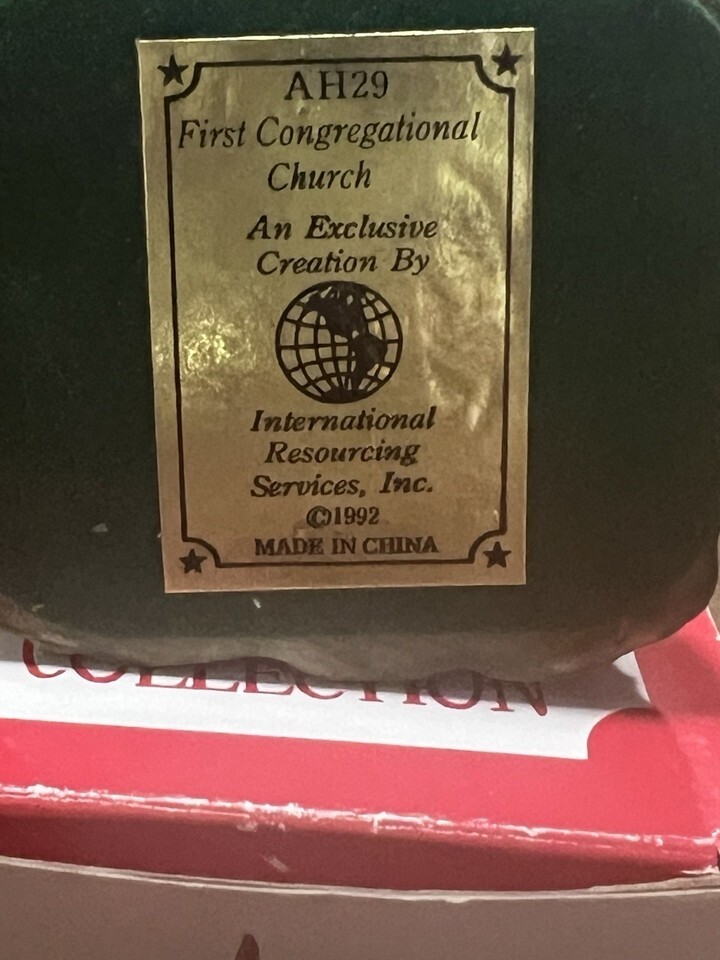 AH29
First Congregational
Church
An Exclusive
Creation By
International
Resourcing
Services, Inc.
©1992
MADE IN CHINA
COLLECTION